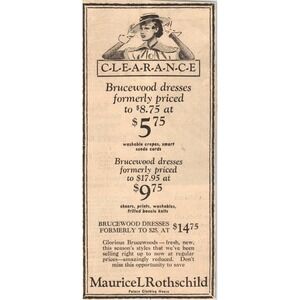 C-L-E-A-R-A-N-C-E
Brucewood dresses
formerly priced
to $8.75 at
$5.75
washable crepes, smart
suede cords
Brucewood dresses
formerly priced
to $17.95 at
$9.75
sheers, prints, washables,
frilled boucle knits
BRUCEWOOD DRESSES
FORMERLY TO $25, AT $14.75
Glorious Brucewoods—fresh, new,
this season's styles that we've been
selling right up to now at regular
prices—amazingly reduced. Don't
miss this opportunity to save
Maurice L Rothschild
Palace Clothing House